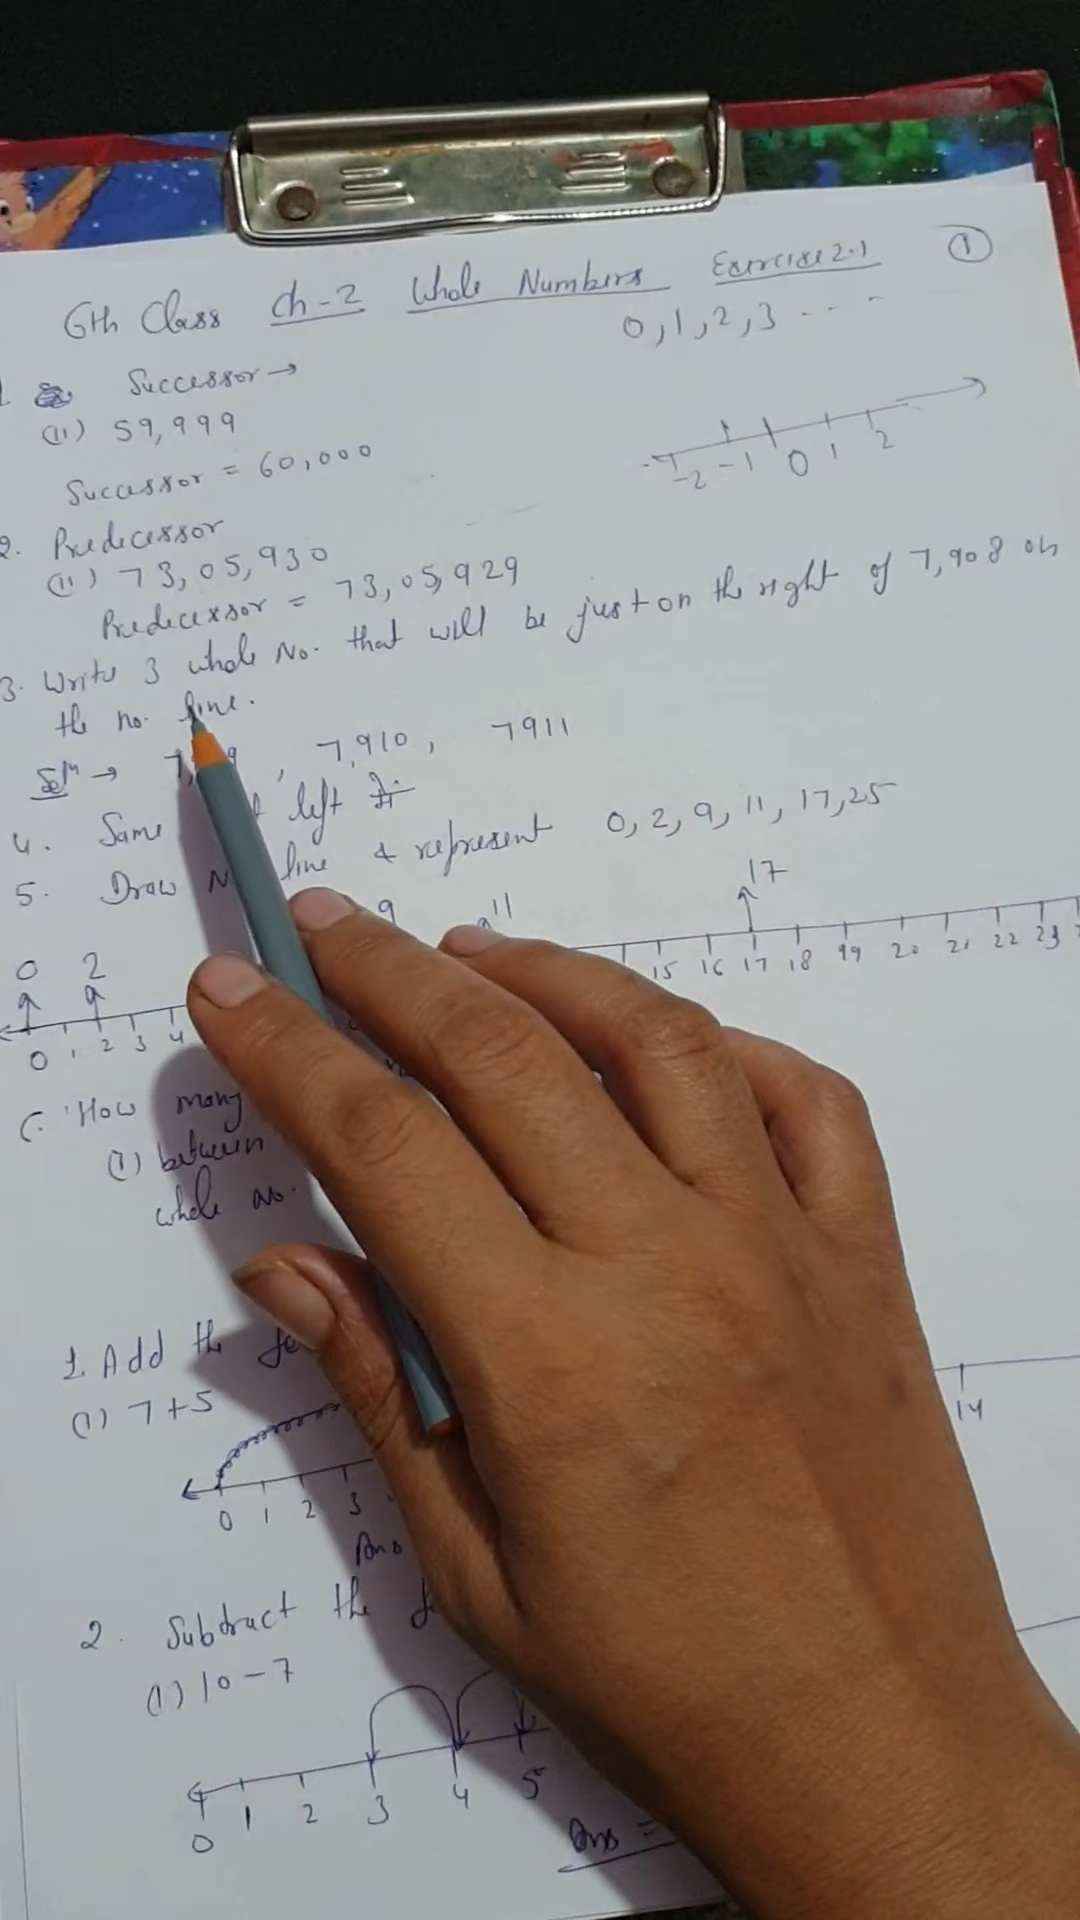 6th Class Ch-2 Whole Numbers Exercise 2.1 ①
0, 1, 2, 3 ...
1. Successor →
(ii) 59,999
Successor = 60,000
-2 -1 0 1 2
2. Predecessor
(ii) 73,05,930
Predecessor = 73,05,929
3. Write 3 whole No. that will be just on the right of 7,908 on
the no. line.
Solⁿ → , 7,910, 7911
4. Same left
5. Draw line & represent 0, 2, 9, 11, 17, 25
0 2 9 11 17
0 1 2 3 4 15 16 17 18 19 20 21 22 23
How many
(i) between
whole no.
1. Add the
(i) 7+5
0 1 2 3 14
Ans
2. Subtract the
(i) 10-7
0 1 2 3 4 5
Ans =